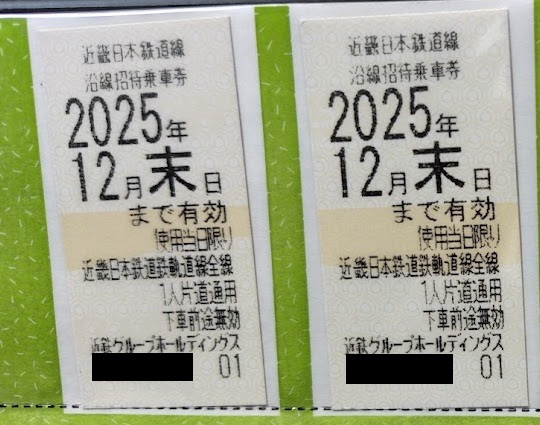 近畿日本鉄道線
沿線招待乗車券
2025年
12月末日
まで有効
使用当日限り
近畿日本鉄道鉄軌道線全線
1人片道通用
下車前途無効
近鉄グループホールディングス
01
近畿日本鉄道線
沿線招待乗車券
2025年
12月末日
まで有効
使用当日限り
近畿日本鉄道鉄軌道線全線
1人片道通用
下車前途無効
近鉄グループホールディングス
01